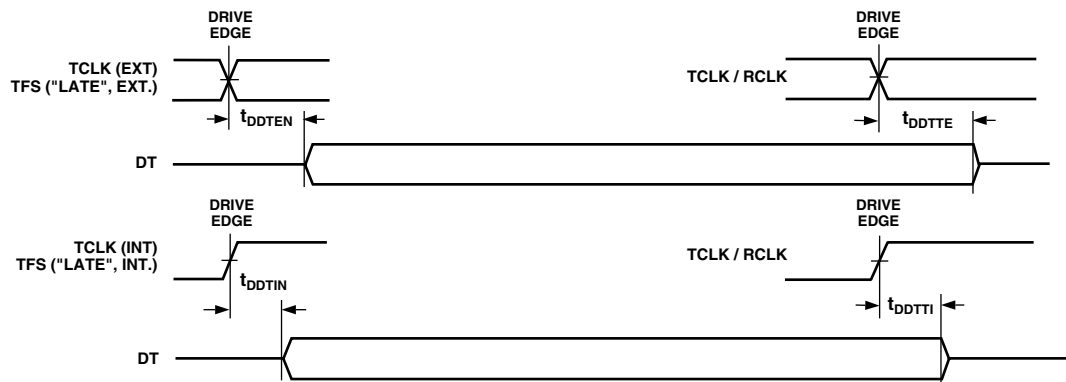 DRIVE
EDGE
DRIVE
EDGE
TCLK (EXT)
TFS ("LATE", EXT.)
TCLK / RCLK
tDDTEN
tDDTTE
DT
DRIVE
EDGE
DRIVE
EDGE
TCLK (INT)
TFS ("LATE", INT.)
TCLK / RCLK
tDDTIN
tDDTTI
DT